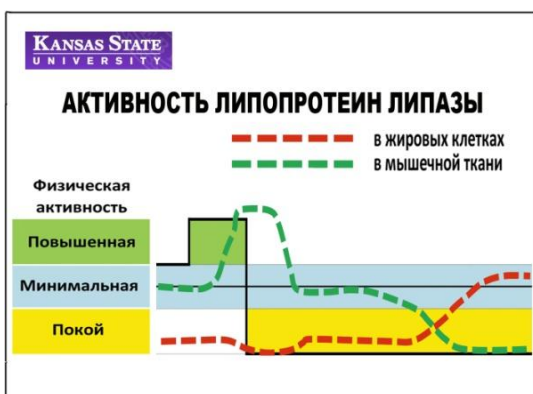 KANSAS STATE
UNIVERSITY
АКТИВНОСТЬ ЛИПОПРОТЕИН ЛИПАЗЫ
в жировых клетках
в мышечной ткани
Физическая
активность
Повышенная
Минимальная
Покой